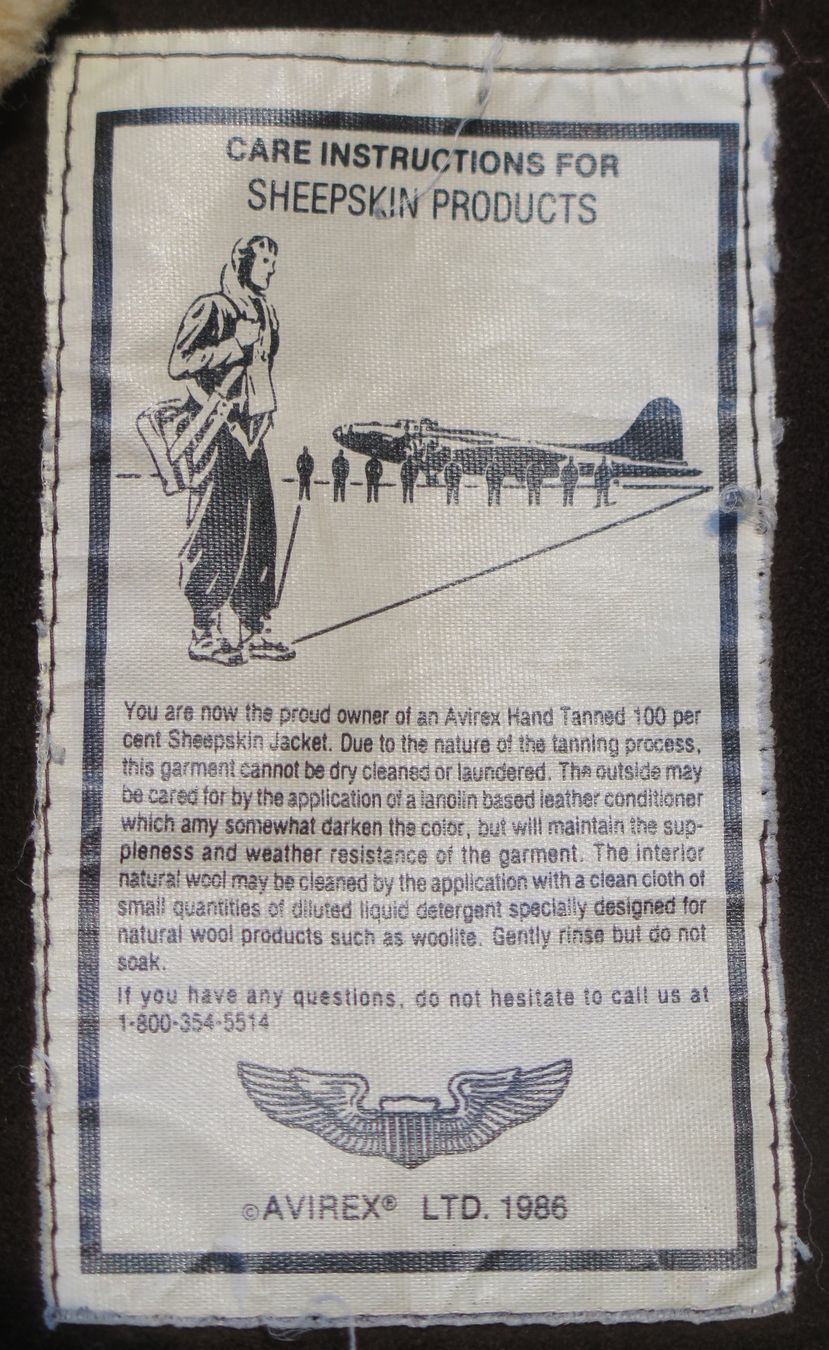 CARE INSTRUCTIONS FOR
SHEEPSKIN PRODUCTS
You are now the proud owner of an Avirex Hand Tanned 100 per
cent Sheepskin Jacket. Due to the nature of the tanning process,
this garment cannot be dry cleaned or laundered. The outside may
be cared for by the application of a lanolin based leather conditioner
which amy somewhat darken the color, but will maintain the sup-
pleness and weather resistance of the garment. The interior
natural wool may be cleaned by the application with a clean cloth of
small quantities of diluted liquid detergent specially designed for
natural wool products such as woolite. Gently rinse but do not
soak.
If you have any questions, do not hesitate to call us at
1-800-354-5514
©AVIREX® LTD. 1986